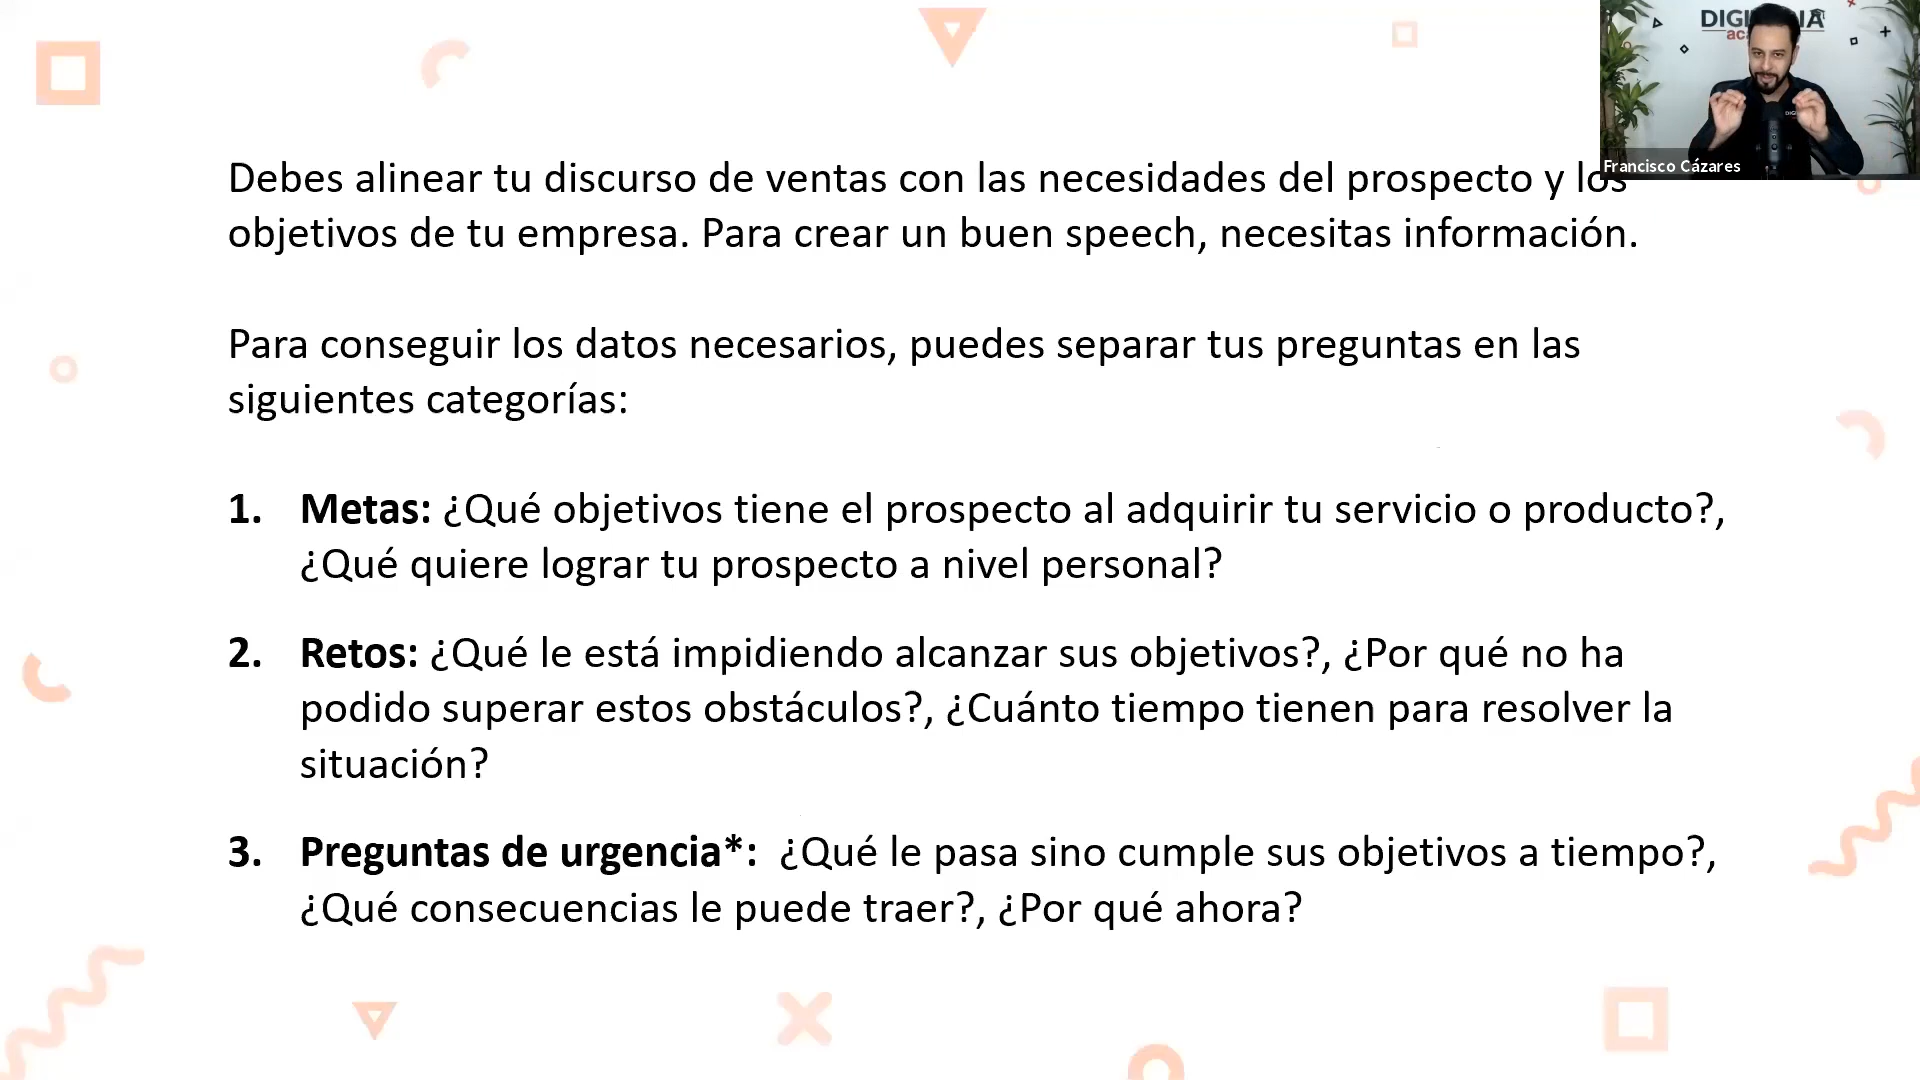 Debes alinear tu discurso de ventas con las necesidades del prospecto y los
objetivos de tu empresa. Para crear un buen speech, necesitas información.
Para conseguir los datos necesarios, puedes separar tus preguntas en las
siguientes categorías:
1. Metas: ¿Qué objetivos tiene el prospecto al adquirir tu servicio o producto?,
¿Qué quiere lograr tu prospecto a nivel personal?
2. Retos: ¿Qué le está impidiendo alcanzar sus objetivos?, ¿Por qué no ha
podido superar estos obstáculos?, ¿Cuánto tiempo tienen para resolver la
situación?
3. Preguntas de urgencia*: ¿Qué le pasa sino cumple sus objetivos a tiempo?,
¿Qué consecuencias le puede traer?, ¿Por qué ahora?
Francisco Cázares